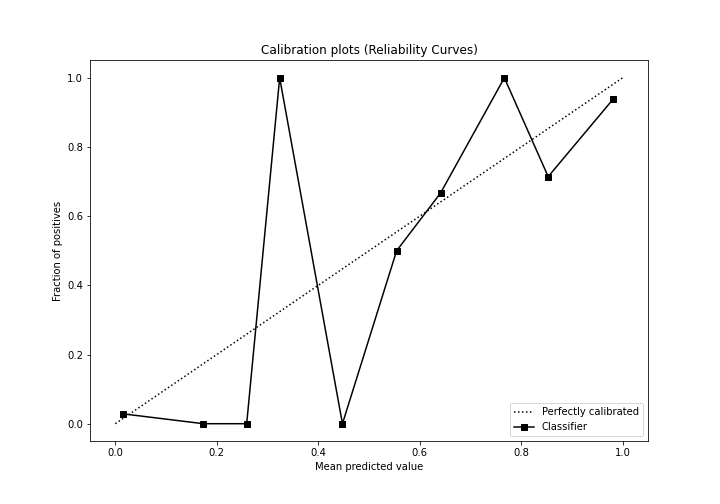 Calibration plots (Reliability Curves)
1.0
0.8
0.6
0.4
0.2
0.0
Fraction of positives
Perfectly calibrated
Classifier
0.0 0.2 0.4 0.6 0.8 1.0
Mean predicted value